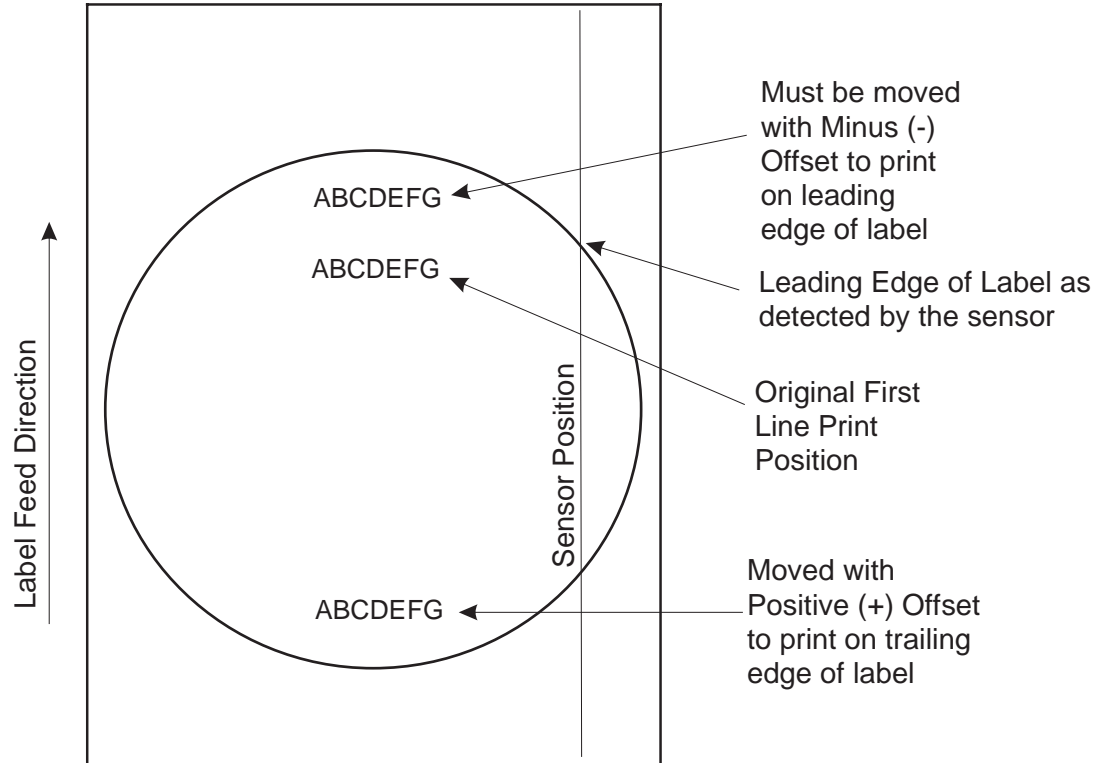 Must be moved
with Minus (-)
Offset to print
on leading
edge of label
ABCDEFG
ABCDEFG
Leading Edge of Label as
detected by the sensor
Original First
Line Print
Position
Label Feed Direction
Sensor Position
Moved with
Positive (+) Offset
to print on trailing
edge of label
ABCDEFG